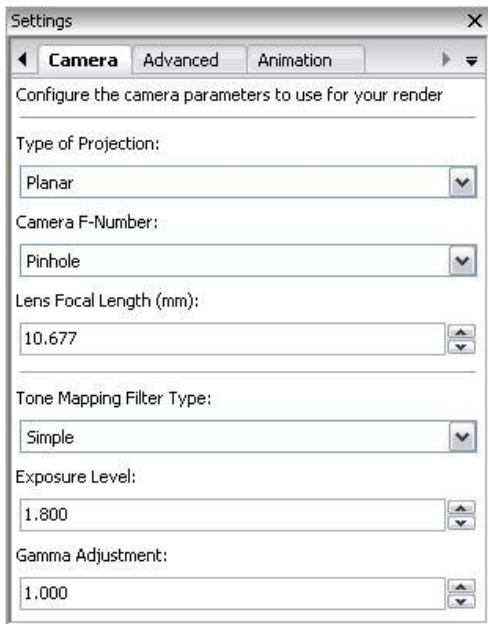 Settings
Camera Advanced Animation
Configure the camera parameters to use for your render
Type of Projection:
Planar
Camera F-Number:
Pinhole
Lens Focal Length (mm):
10.677
Tone Mapping Filter Type:
Simple
Exposure Level:
1.800
Gamma Adjustment:
1.000